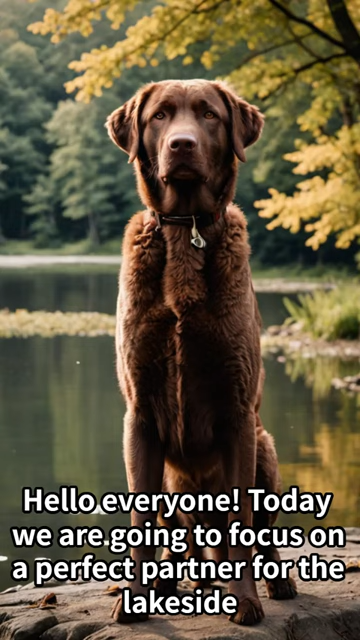 Hello everyone! Today
we are going to focus on
a perfect partner for the
lakeside